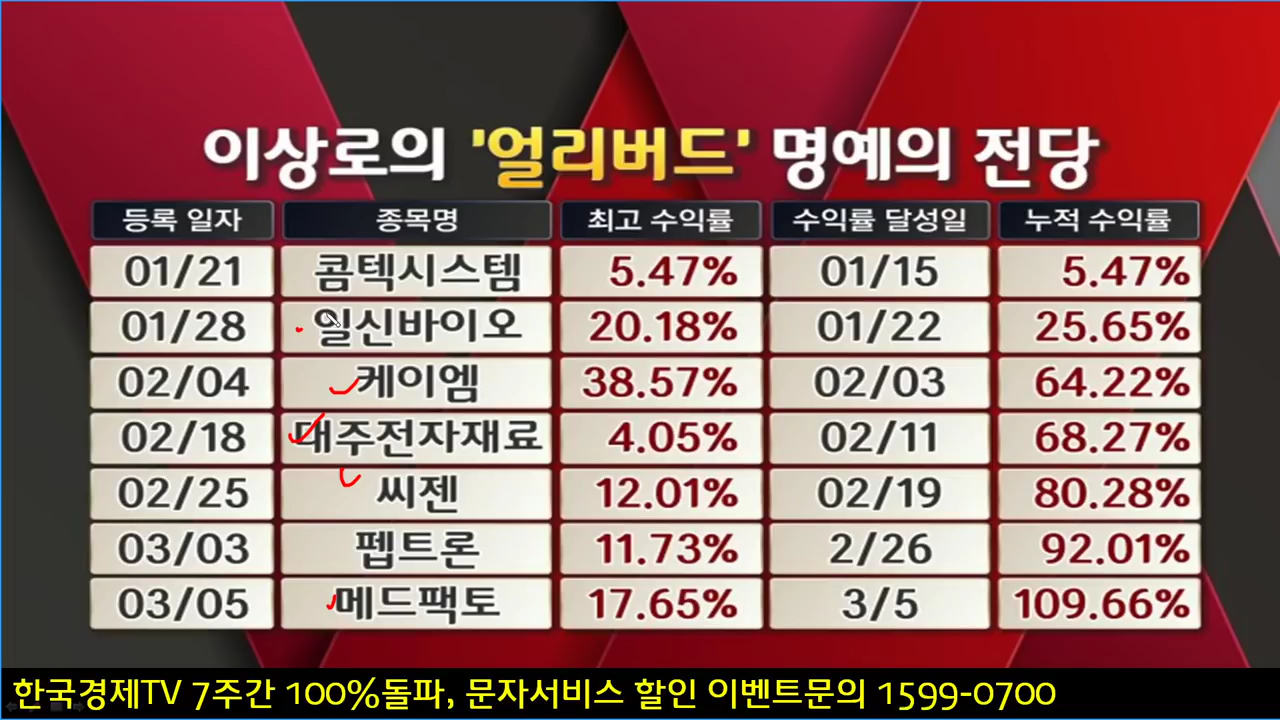 이상로의 '얼리버드' 명예의 전당
등록 일자 종목명 최고 수익률 수익률 달성일 누적 수익률
01/21 콤텍시스템 5.47% 01/15 5.47%
01/28 일신바이오 20.18% 01/22 25.65%
02/04 케이엠 38.57% 02/03 64.22%
02/18 대주전자재료 4.05% 02/11 68.27%
02/25 씨젠 12.01% 02/19 80.28%
03/03 펩트론 11.73% 2/26 92.01%
03/05 메드팩토 17.65% 3/5 109.66%
한국경제TV 7주간 100%돌파, 문자서비스 할인 이벤트문의 1599-0700